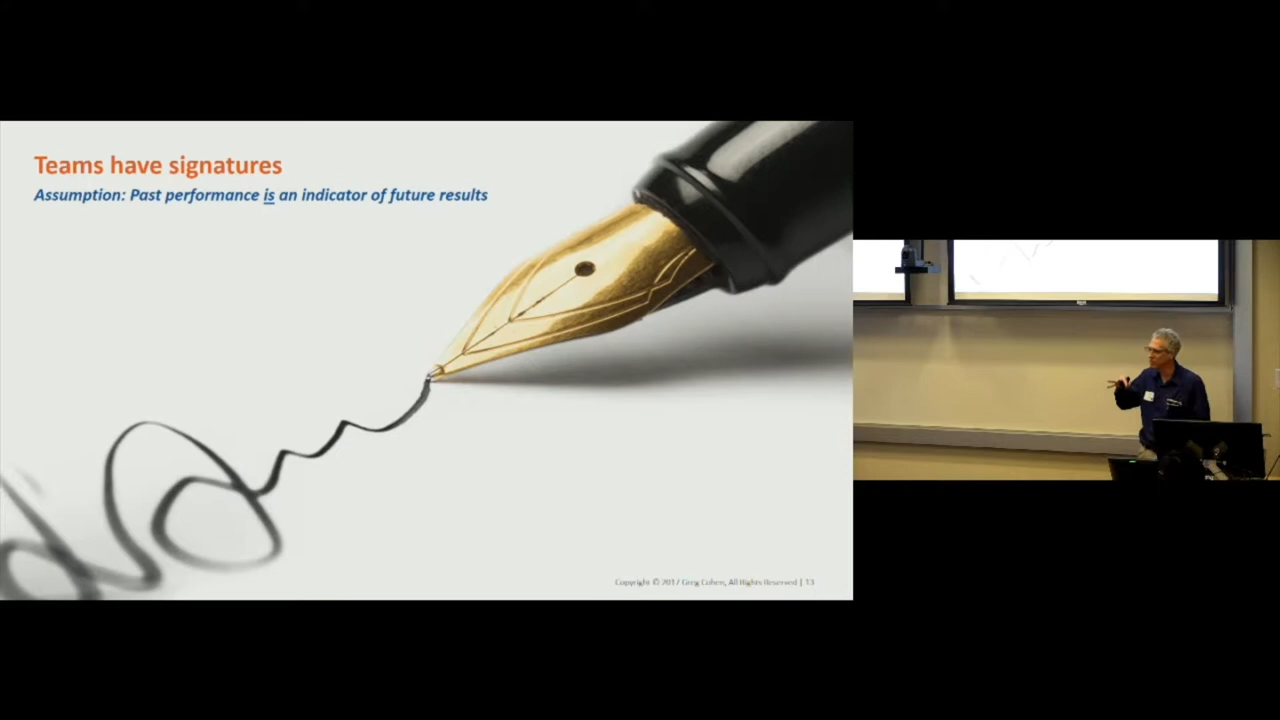 Teams have signatures
Assumption: Past performance is an indicator of future results
Copyright © 2017 Greg Cohen, All Rights Reserved | 13